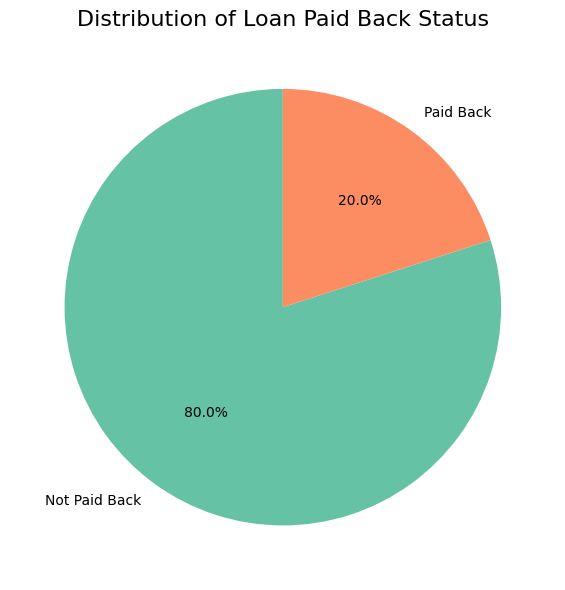 Distribution of Loan Paid Back Status
Paid Back
20.0%
80.0%
Not Paid Back